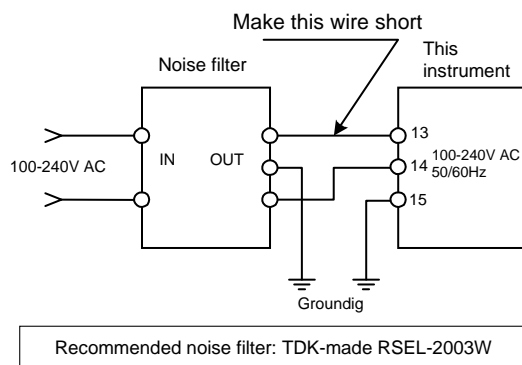 Make this wire short
Noise filter
This
instrument
100-240V AC
IN
OUT
13
14
15
100-240V AC
50/60Hz
Groundig
Recommended noise filter: TDK-made RSEL-2003W